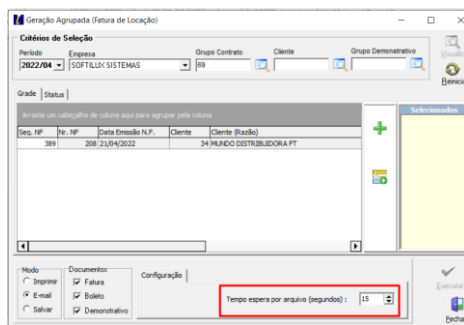 Geração Agrupada (Fatura de Locação)
Critérios de Seleção
Período Empresa Grupo Contrato Cliente Grupo Demonstrativo
2022/04 SOFTILUX SISTEMAS 69
Visualiz
Reinici
Grade Status
Arraste um cabeçalho de coluna aqui para agrupar pela coluna
Selecionados
Seq. NF Nr. NF Data Emissão N.F. Cliente Cliente (Razão)
389 208 21/04/2022 34 MUNDO DISTRIBUIDORA FT
Modo Documentos Configuração
Imprimir Fatura
E-mail Boleto
Salvar Demonstrativo
Tempo espera por arquivo (segundos) : 15
Executar
Fechar